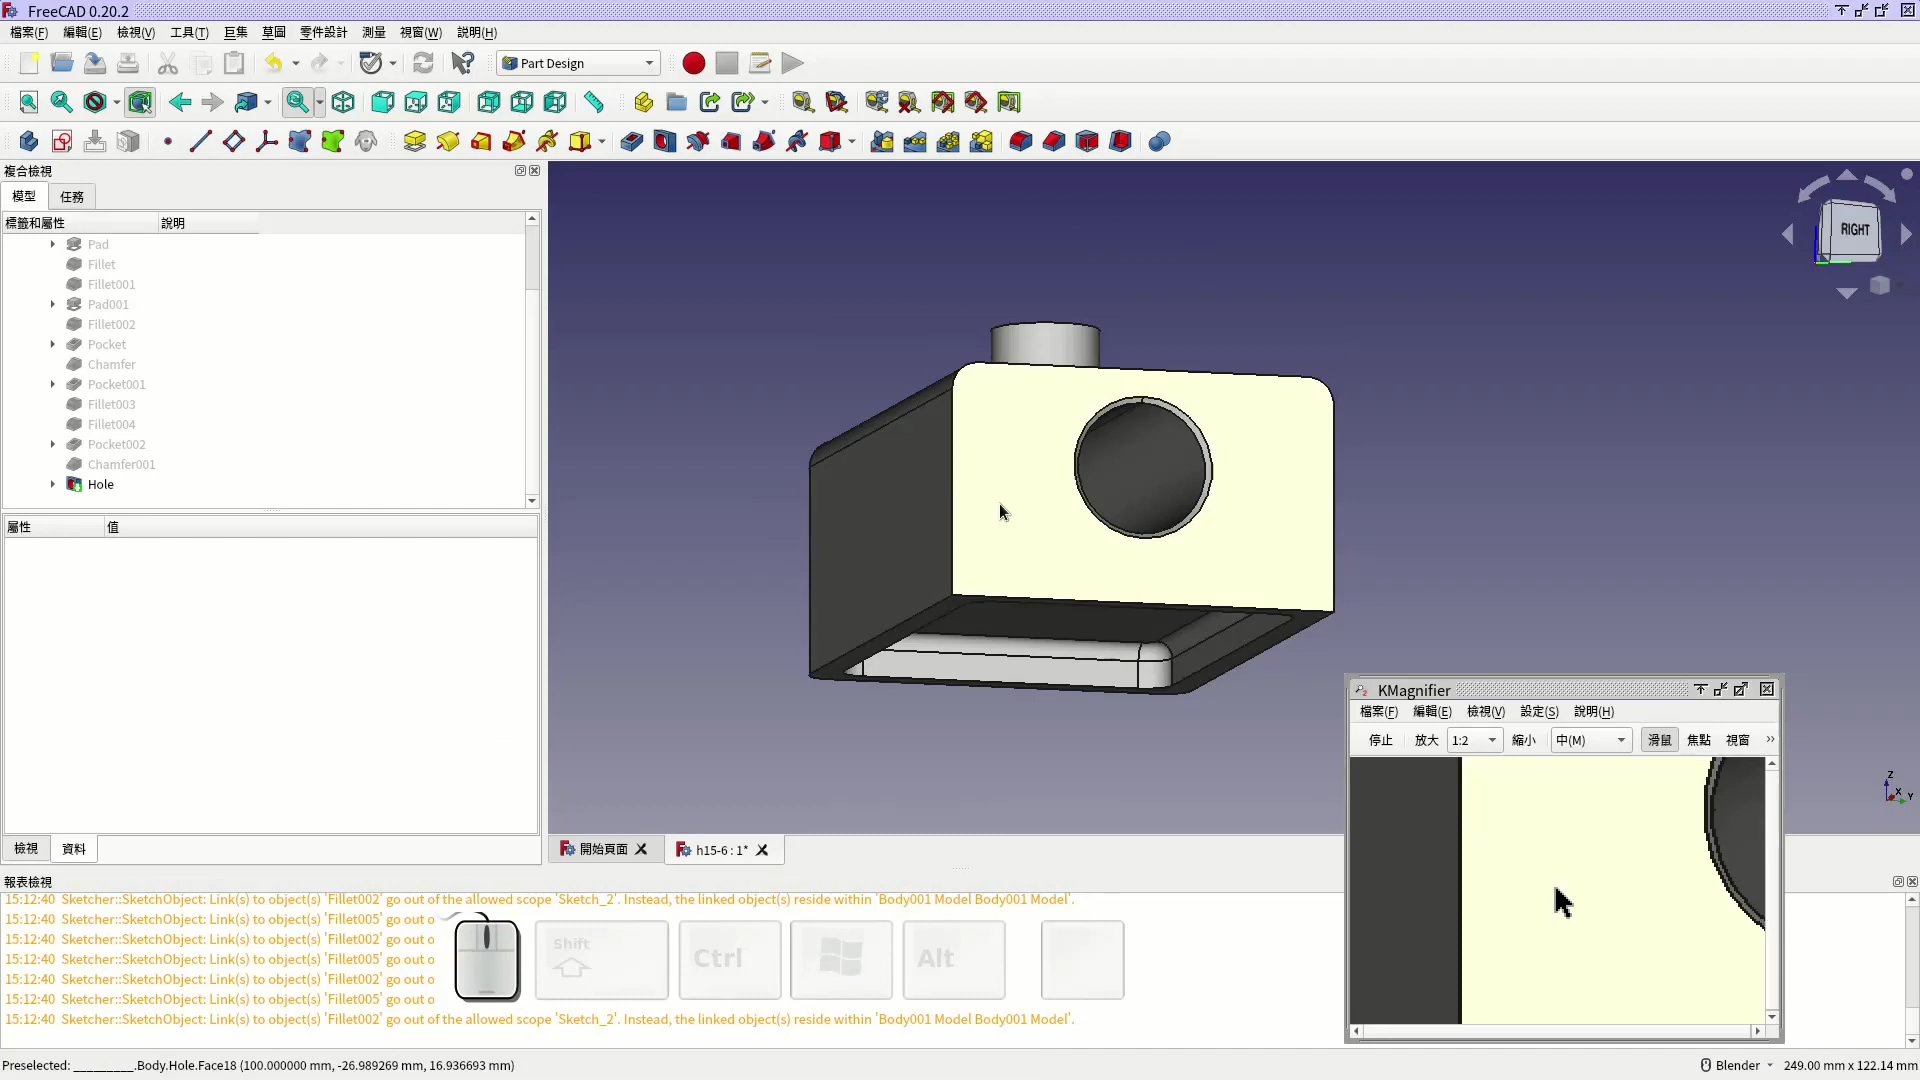 FreeCAD 0.20.2
檔案(F) 編輯(E) 檢視(V) 工具(T) 巨集 草圖 零件設計 測量 視窗(W) 說明(H)
Part Design
複合檢視
模型 任務
標籤和屬性 說明
Pad
Fillet
Fillet001
Pad001
Fillet002
Pocket
Chamfer
Pocket001
Fillet003
Fillet004
Pocket002
Chamfer001
Hole
屬性 值
檢視 資料
RIGHT
Z
X
Y
開始頁面 h15-6 : 1*
KMagnifier
檔案(F) 編輯(E) 檢視(V) 設定(S) 說明(H)
停止 放大 1:2 縮小 中(M) 滑鼠 焦點 視窗 »
報表檢視
15:12:40 Sketcher::SketchObject: Link(s) to object(s) 'Fillet002' go out of the allowed scope 'Sketch_2'. Instead, the linked object(s) reside within 'Body001 Model Body001 Model'.
15:12:40 Sketcher::SketchObject: Link(s) to object(s) 'Fillet005' go out o
15:12:40 Sketcher::SketchObject: Link(s) to object(s) 'Fillet002' go out o
15:12:40 Sketcher::SketchObject: Link(s) to object(s) 'Fillet005' go out o
15:12:40 Sketcher::SketchObject: Link(s) to object(s) 'Fillet002' go out o
15:12:40 Sketcher::SketchObject: Link(s) to object(s) 'Fillet005' go out o
15:12:40 Sketcher::SketchObject: Link(s) to object(s) 'Fillet002' go out of the allowed scope 'Sketch_2'. Instead, the linked object(s) reside within 'Body001 Model Body001 Model'.
Shift Ctrl Alt
Preselected: _________.Body.Hole.Face18 (100.000000 mm, -26.989269 mm, 16.936693 mm)
Blender 249.00 mm x 122.14 mm